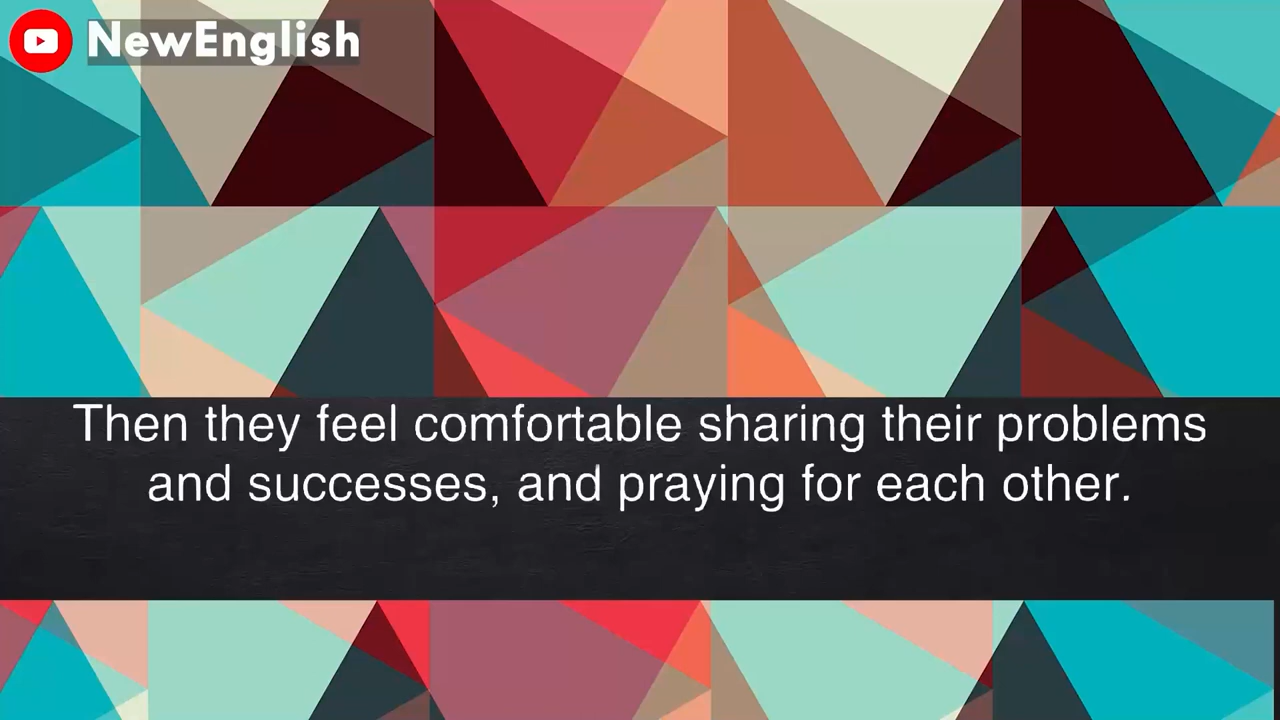 NewEnglish
Then they feel comfortable sharing their problems
and successes, and praying for each other.